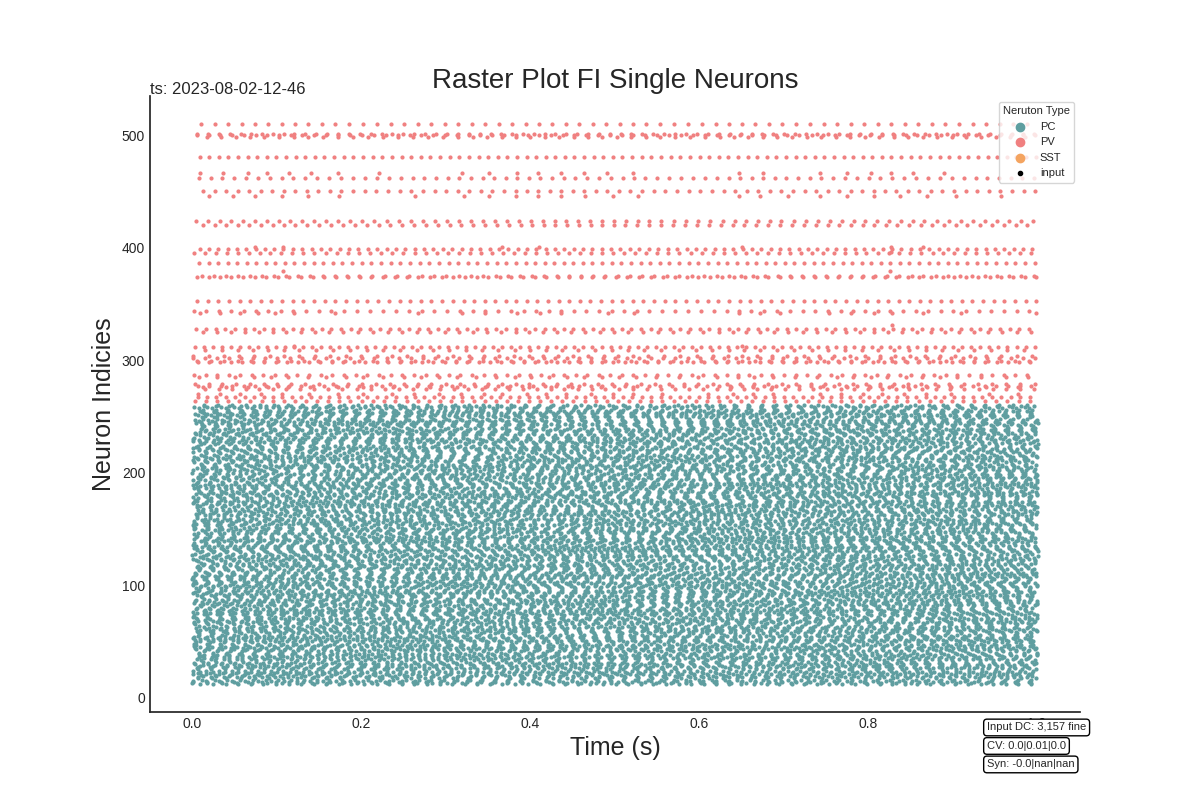 Raster Plot FI Single Neurons
ts: 2023-08-02-12-46
Neruton Type
PC
PV
SST
input
500
400
300
200
100
0
Neuron Indicies
0.0 0.2 0.4 0.6 0.8
Time (s)
Input DC: 3,157 fine
CV: 0.0|0.01|0.0
Syn: -0.0|nan|nan